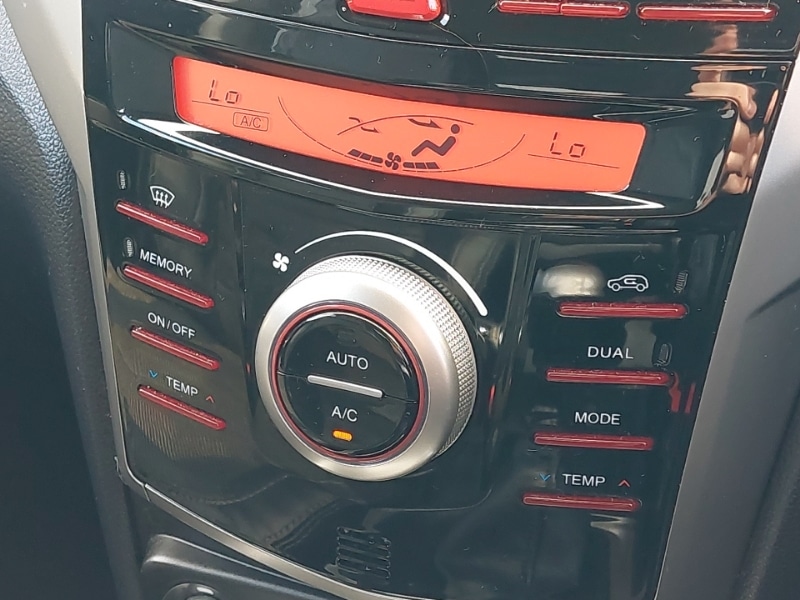 Lo
A/C
Lo
MEMORY
ON/OFF
TEMP
AUTO
A/C
DUAL
MODE
TEMP